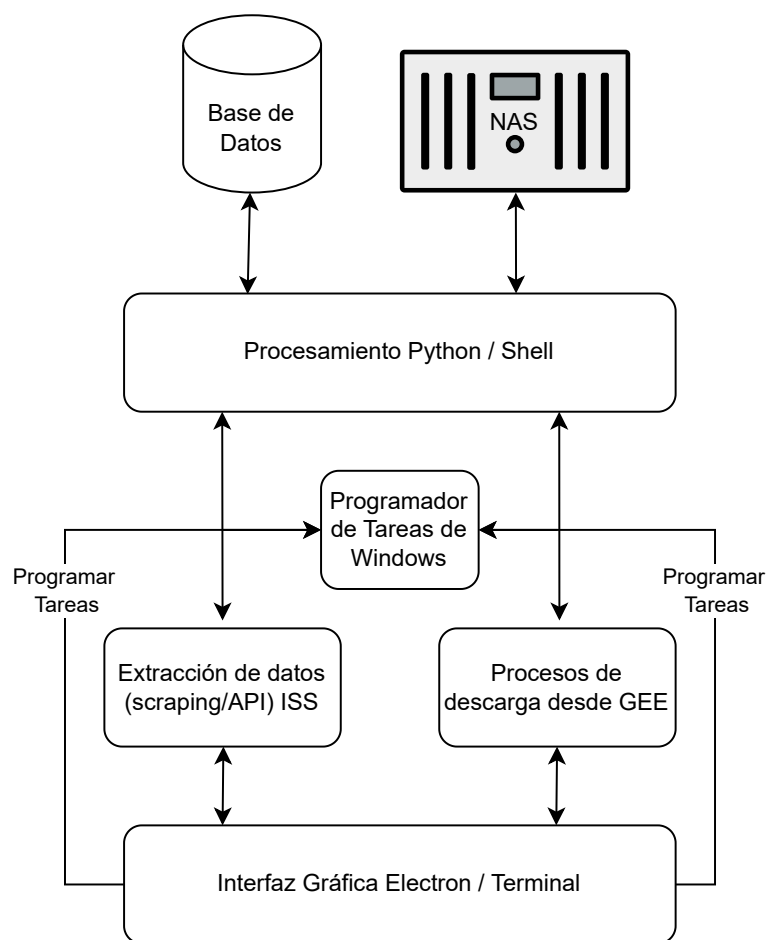 Base de
Datos
NAS
Procesamiento Python / Shell
Programador
de Tareas de
Windows
Programar
Tareas
Programar
Tareas
Extracción de datos
(scraping/API) ISS
Procesos de
descarga desde GEE
Interfaz Gráfica Electron / Terminal